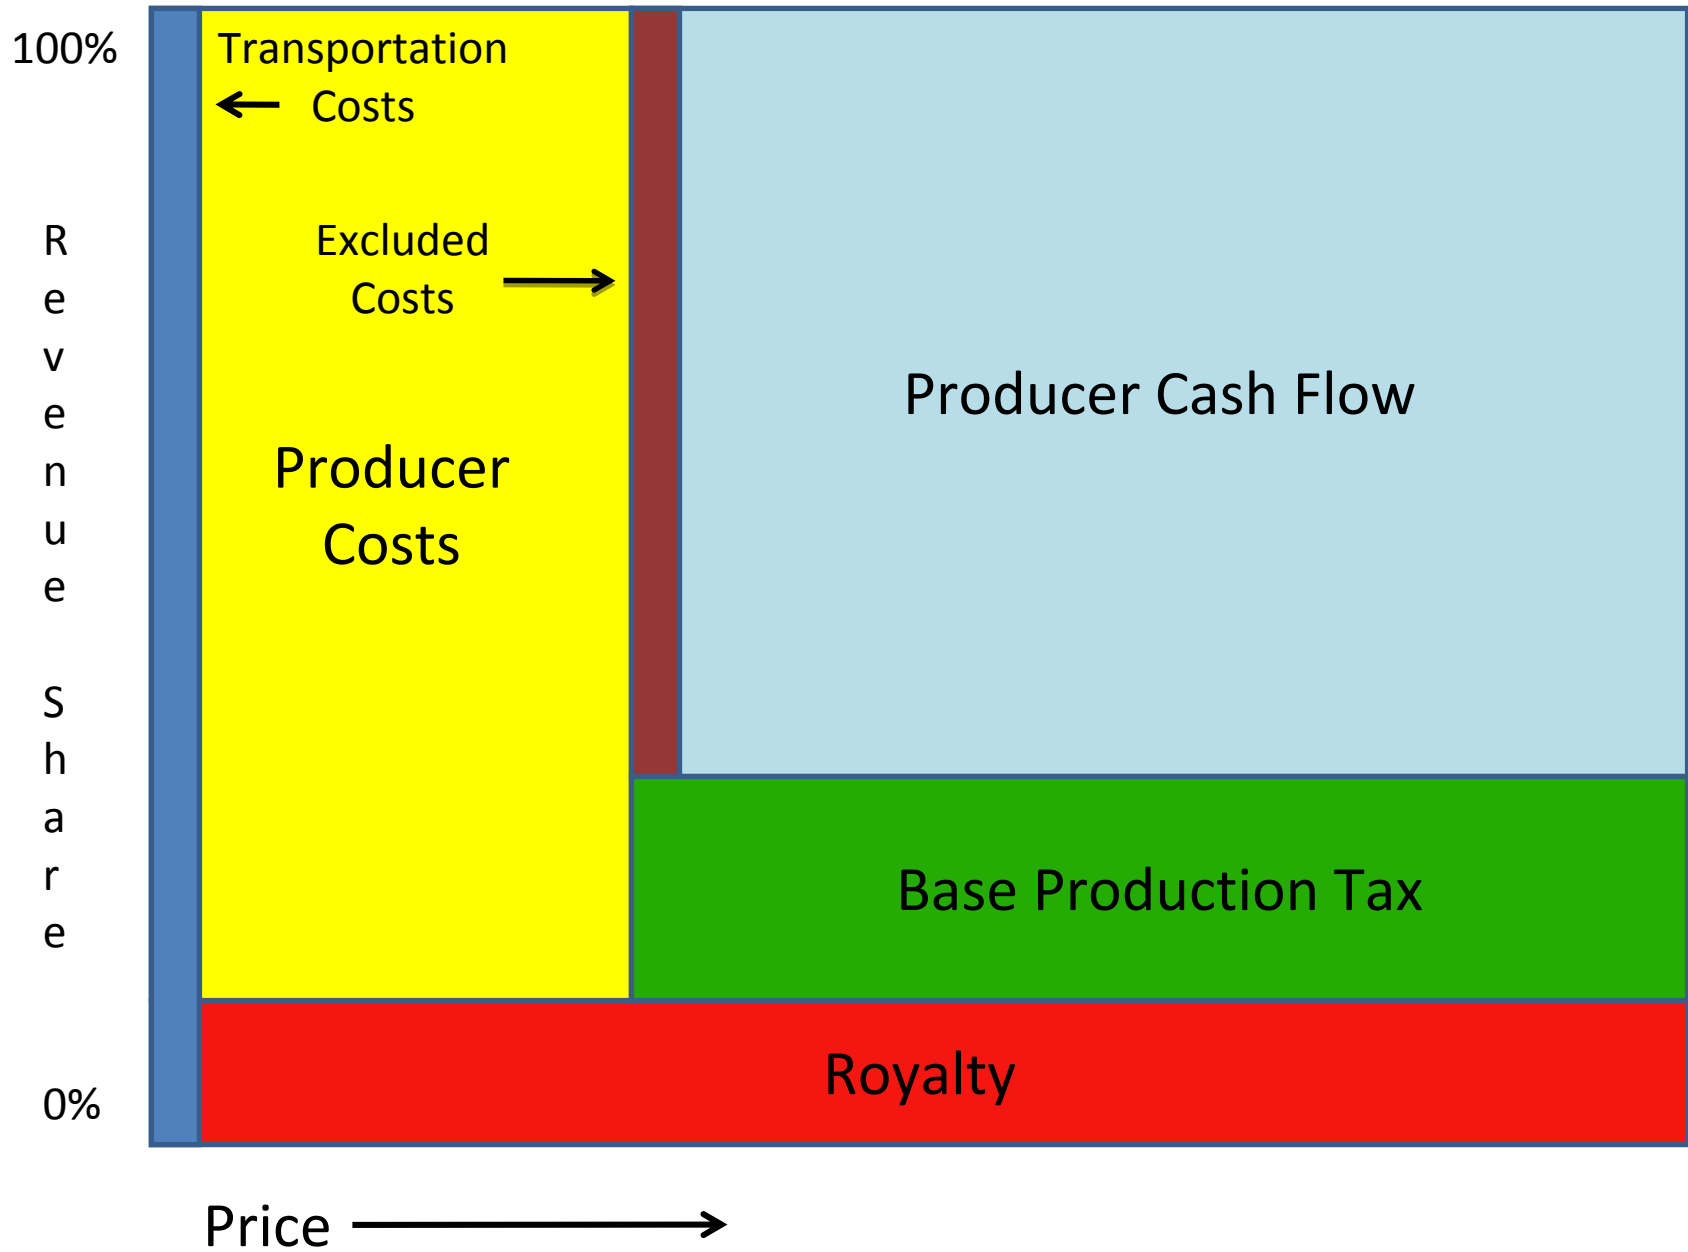 100%
Transportation
Costs
R
e
v
e
n
u
e
S
h
a
r
e
Excluded
Costs
Producer Cash Flow
Producer
Costs
Base Production Tax
Royalty
0%
Price